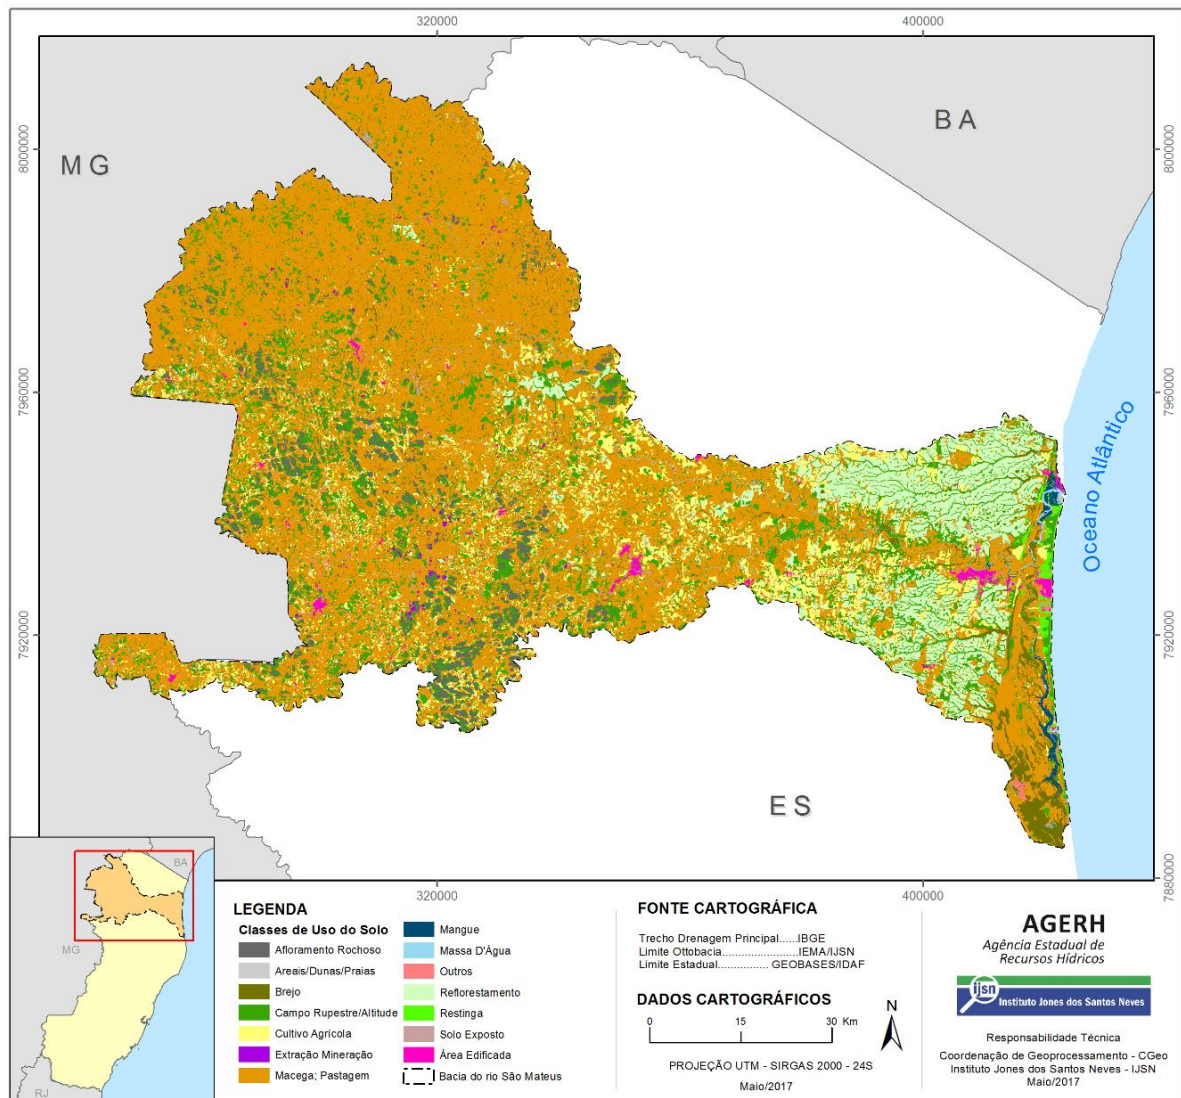 320000
400000
8000000
8000000
M G
B A
7960000
7960000
Oceano Atlântico
7920000
7920000
E S
7880000
320000
400000
BA
MG
RJ
LEGENDA
Classes de Uso do Solo
Afloramento Rochoso
Areais/Dunas/Praias
Brejo
Campo Rupestre/Altitude
Cultivo Agrícola
Extração Mineração
Macega; Pastagem
Mangue
Massa D'Água
Outros
Reflorestamento
Restinga
Solo Exposto
Área Edificada
Bacia do rio São Mateus
FONTE CARTOGRÁFICA
Trecho Drenagem Principal......IBGE
Limite Ottobacia.........................IEMA/IJSN
Limite Estadual................ GEOBASES/IDAF
DADOS CARTOGRÁFICOS
0 15 30 Km
N
PROJEÇÃO UTM - SIRGAS 2000 - 24S
Maio/2017
AGERH
Agência Estadual de
Recursos Hídricos
ijsn
Instituto Jones dos Santos Neves
Responsabilidade Técnica
Coordenação de Geoprocessamento - CGeo
Instituto Jones dos Santos Neves - IJSN
Maio/2017